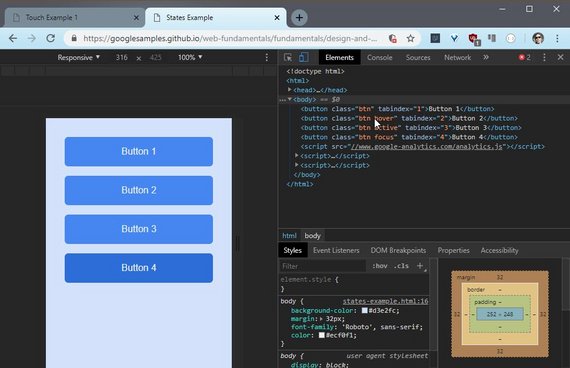 Touch Example 1
States Example
https://googlesamples.github.io/web-fundamentals/fundamentals/design-and-...
Responsive 316 × 425 100%
Elements Console Sources Network » 2
<!doctype html>
<html>
<head>…</head>
<body> == $0
<button class="btn" tabindex="1">Button 1</button>
<button class="btn hover" tabindex="2">Button 2</button>
<button class="btn active" tabindex="3">Button 3</button>
<button class="btn focus" tabindex="4">Button 4</button>
<script src="//www.google-analytics.com/analytics.js"></script>
<script>…</script>
<script>…</script>
</body>
</html>
Button 1
Button 2
Button 3
Button 4
html body
Styles Event Listeners DOM Breakpoints Properties Accessibility
Filter :hov .cls +
element.style {
}
body { states-example.html:16
background-color: #d3e2fc;
margin: 32px;
font-family: 'Roboto', sans-serif;
color: #ecf0f1;
}
body { user agent stylesheet
display: block;
margin 32
border –
padding –
32 – – 252 × 248 – – 32
–
–
32